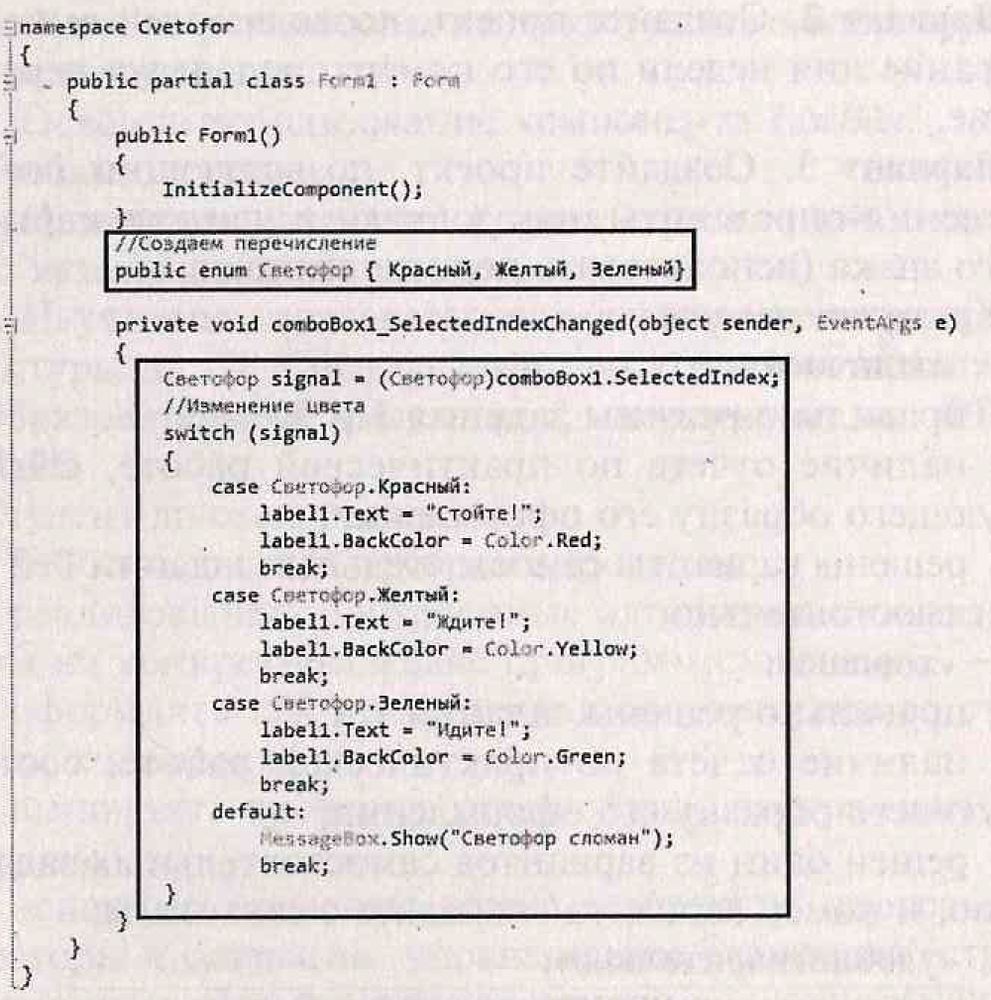 namespace Cvetofor
{
public partial class Form1 : Form
{
public Form1()
{
InitializeComponent();
}
//Создаем перечисление
public enum Светофор { Красный, Желтый, Зеленый}
private void comboBox1_SelectedIndexChanged(object sender, EventArgs e)
{
Светофор signal = (Светофор)comboBox1.SelectedIndex;
//Изменение цвета
switch (signal)
{
case Светофор.Красный:
label1.Text = "Стойте!";
label1.BackColor = Color.Red;
break;
case Светофор.Желтый:
label1.Text = "Ждите!";
label1.BackColor = Color.Yellow;
break;
case Светофор.Зеленый:
label1.Text = "Идите!";
label1.BackColor = Color.Green;
break;
default:
MessageBox.Show("Светофор сломан");
break;
}
}
}
}